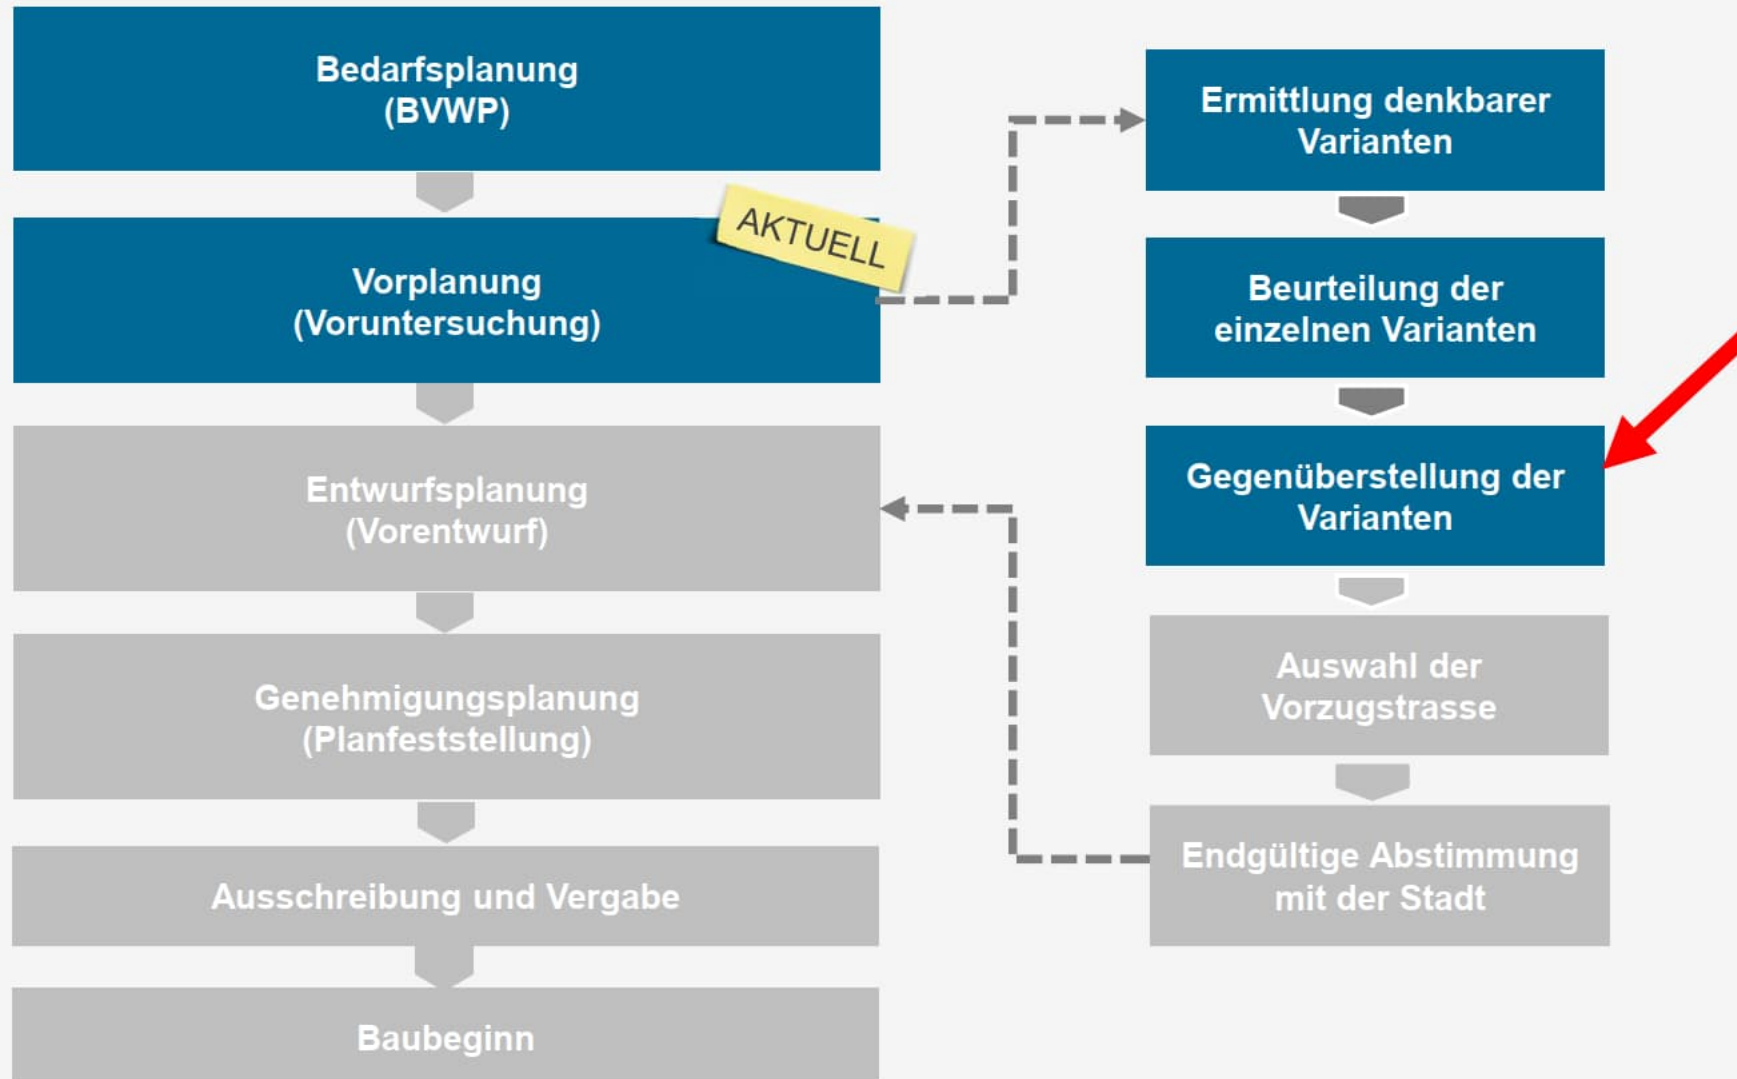 Bedarfsplanung
(BVWP)
AKTUELL
Vorplanung
(Voruntersuchung)
Entwurfsplanung
(Vorentwurf)
Genehmigungsplanung
(Planfeststellung)
Ausschreibung und Vergabe
Baubeginn
Ermittlung denkbarer
Varianten
Beurteilung der
einzelnen Varianten
Gegenüberstellung der
Varianten
Auswahl der
Vorzugstrasse
Endgültige Abstimmung
mit der Stadt